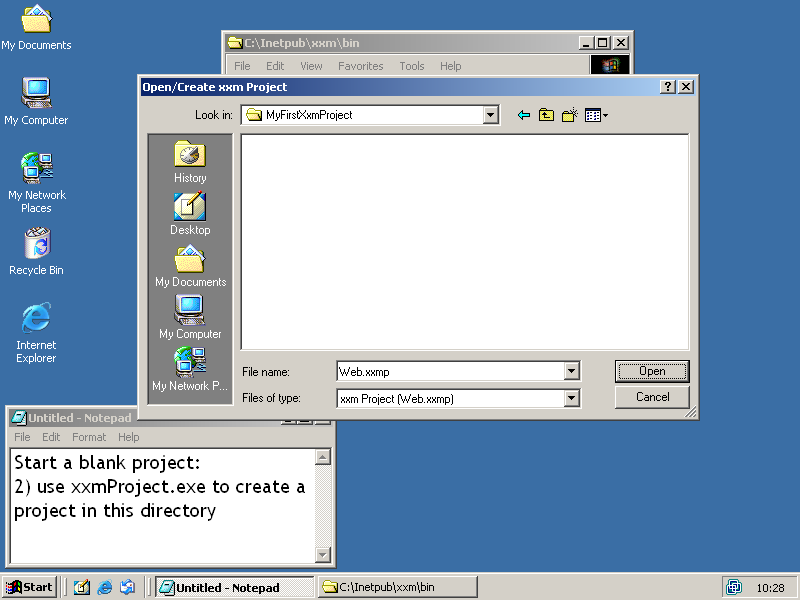 My Documents
My Computer
My Network
Places
Recycle Bin
Internet
Explorer
C:\Inetpub\xxm\bin
File Edit View Favorites Tools Help
Open/Create xxm Project
Look in: MyFirstXxmProject
History
Desktop
My Documents
My Computer
My Network P...
File name: Web.xxmp Open
Files of type: xxm Project (Web.xxmp) Cancel
Untitled - Notepad
File Edit Format Help
Start a blank project:
2) use xxmProject.exe to create a
project in this directory
Start Untitled - Notepad C:\Inetpub\xxm\bin 10:28